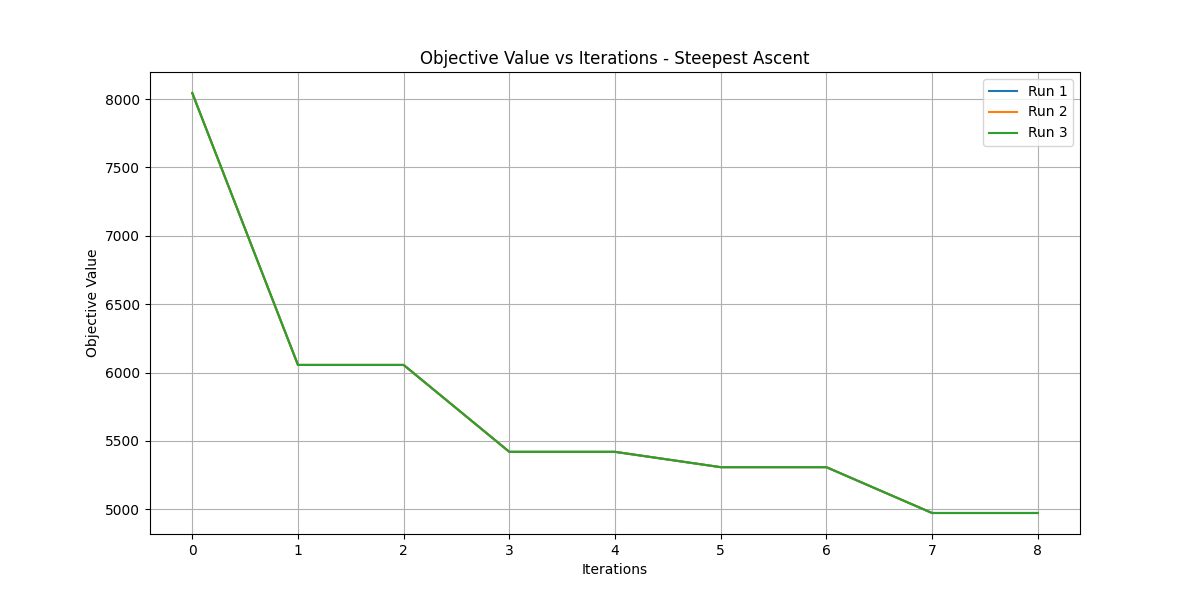 Objective Value vs Iterations - Steepest Ascent
Run 1
Run 2
Run 3
8000
7500
7000
6500
6000
5500
5000
Objective Value
0 1 2 3 4 5 6 7 8
Iterations